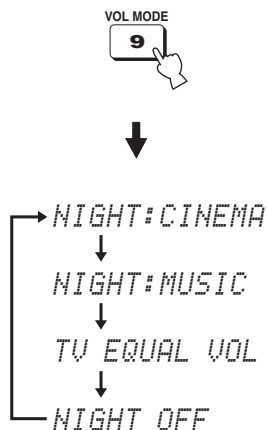 VOL MODE
9
NIGHT:CINEMA
NIGHT:MUSIC
TV EQUAL VOL
NIGHT OFF